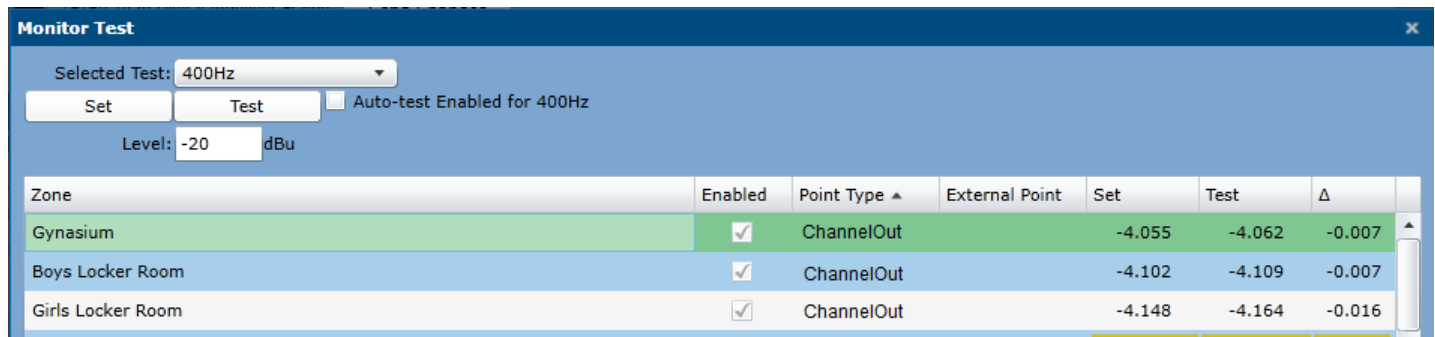 Monitor Test x
Selected Test: 400Hz
Set Test Auto-test Enabled for 400Hz
Level: -20 dBu
Zone Enabled Point Type External Point Set Test Δ
Gynasium ChannelOut -4.055 -4.062 -0.007
Boys Locker Room ChannelOut -4.102 -4.109 -0.007
Girls Locker Room ChannelOut -4.148 -4.164 -0.016